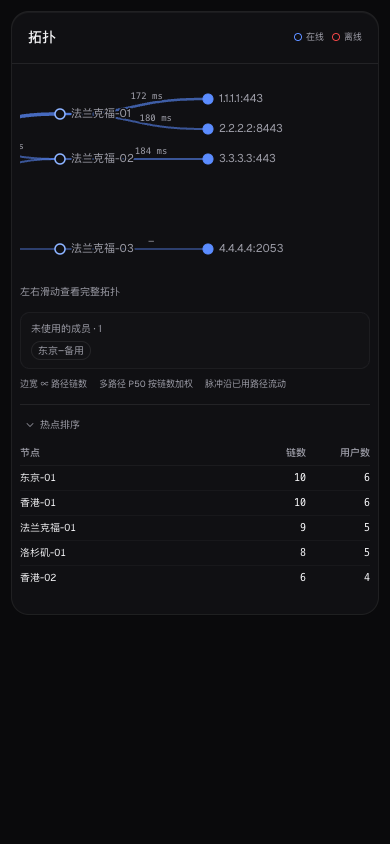 拓扑
在线
离线
172 ms
1.1.1.1:443
法兰克福-01
180 ms
2.2.2.2:8443
s
184 ms
法兰克福-02
3.3.3.3:443
—
法兰克福-03
4.4.4.4:2053
左右滑动查看完整拓扑
未使用的成员 · 1
东京-备用
边宽 ∝ 路径链数 多路径 P50 按链数加权 脉冲沿已用路径流动
热点排序
节点 链数 用户数
东京-01 10 6
香港-01 10 6
法兰克福-01 9 5
洛杉矶-01 8 5
香港-02 6 4